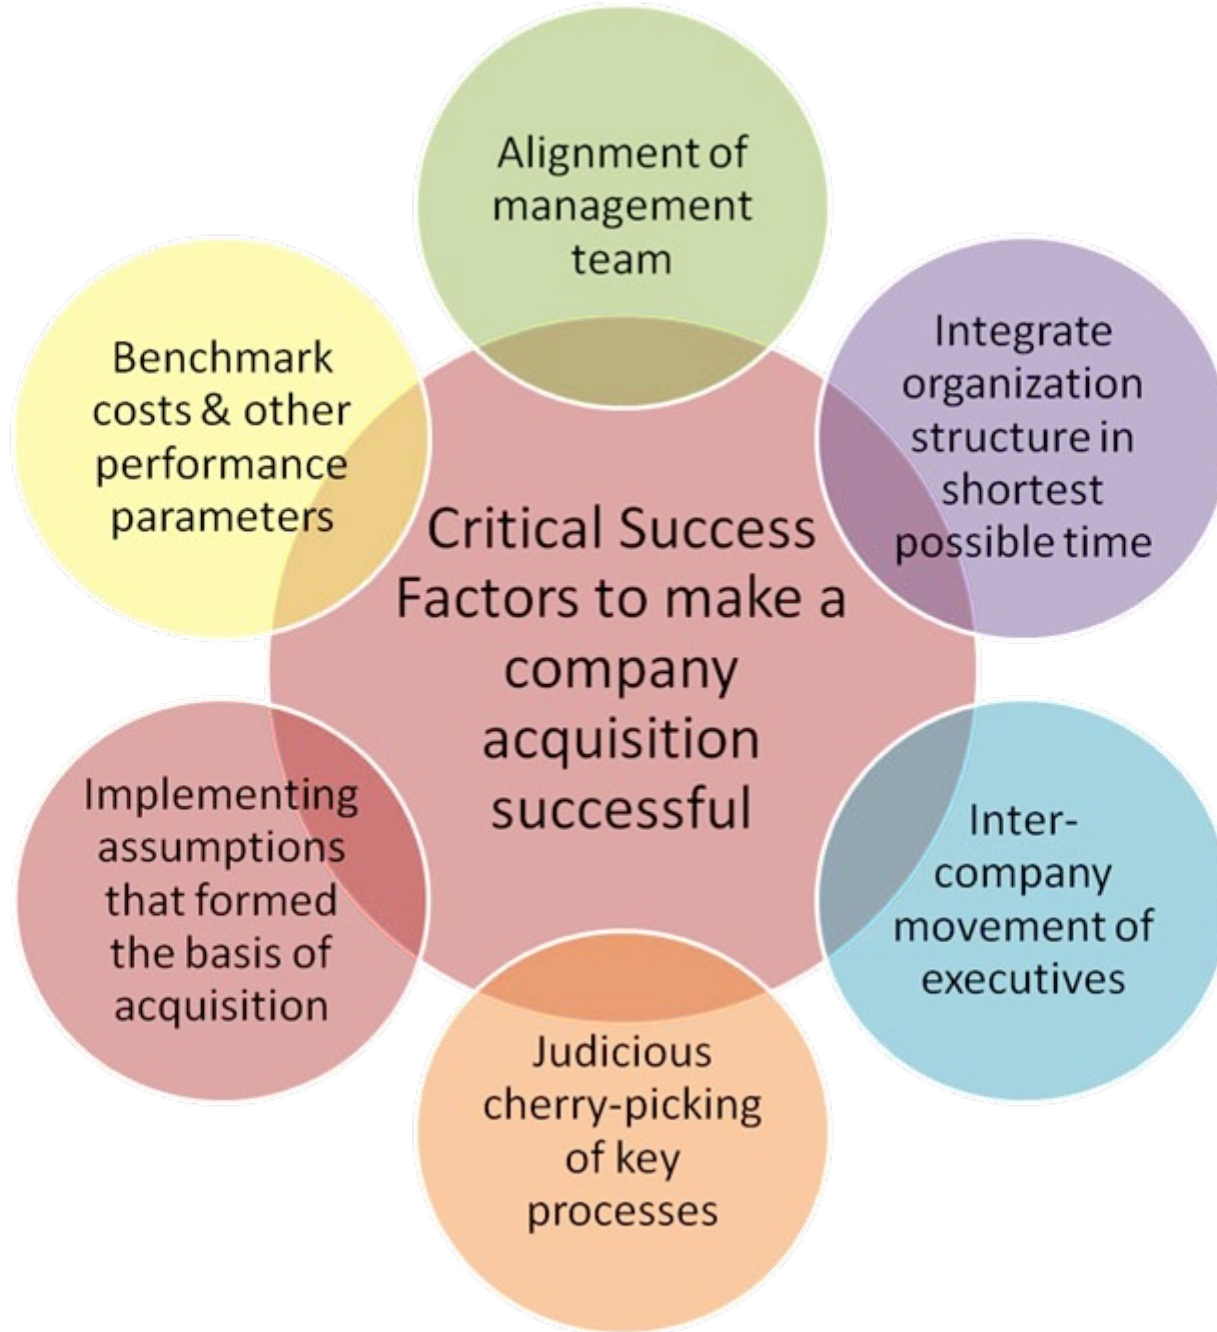 Alignment of
management
team
Integrate
organization
structure in
shortest
possible time
Inter-
company
movement of
executives
Judicious
cherry-picking
of key
processes
Implementing
assumptions
that formed
the basis of
acquisition
Benchmark
costs & other
performance
parameters
Critical Success
Factors to make a
company
acquisition
successful